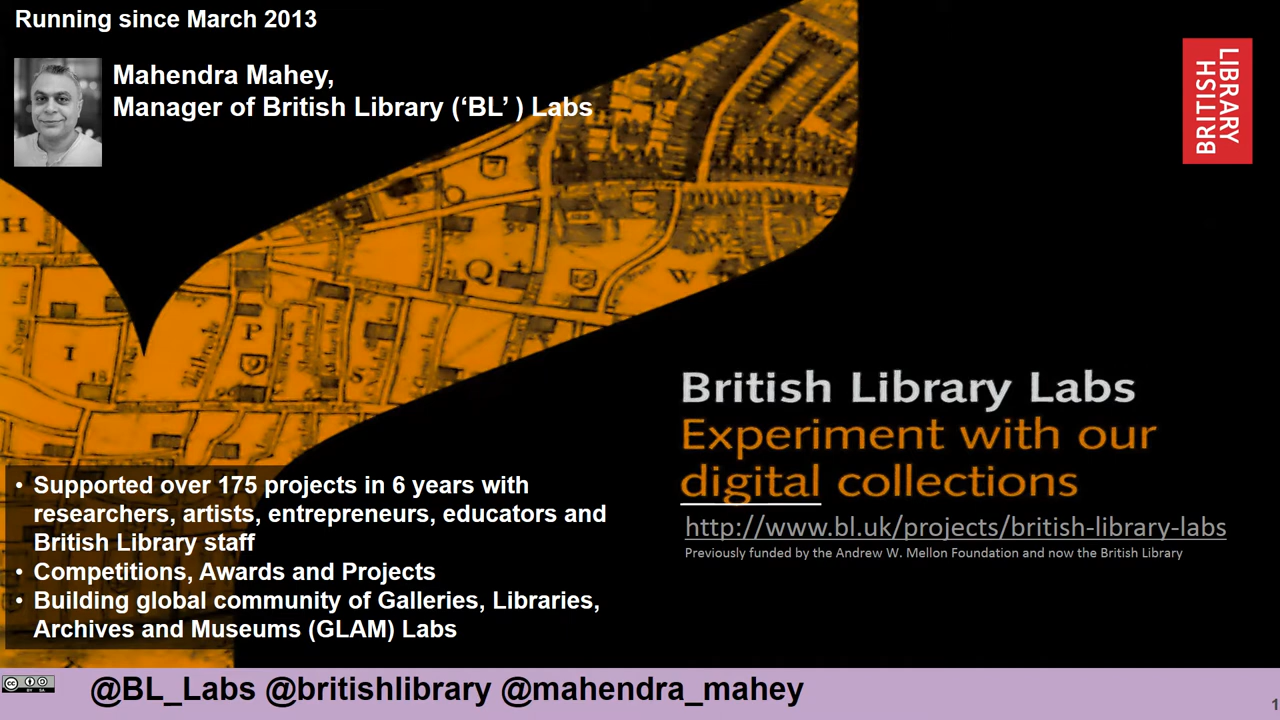 Running since March 2013
Mahendra Mahey,
Manager of British Library (‘BL’ ) Labs
LIBRARY
BRITISH
H
O
Q
W
P
I
S
British Library Labs
Experiment with our
digital collections
http://www.bl.uk/projects/british-library-labs
Previously funded by the Andrew W. Mellon Foundation and now the British Library
• Supported over 175 projects in 6 years with
researchers, artists, entrepreneurs, educators and
British Library staff
• Competitions, Awards and Projects
• Building global community of Galleries, Libraries,
Archives and Museums (GLAM) Labs
cc
BY SA
@BL_Labs @britishlibrary @mahendra_mahey
1